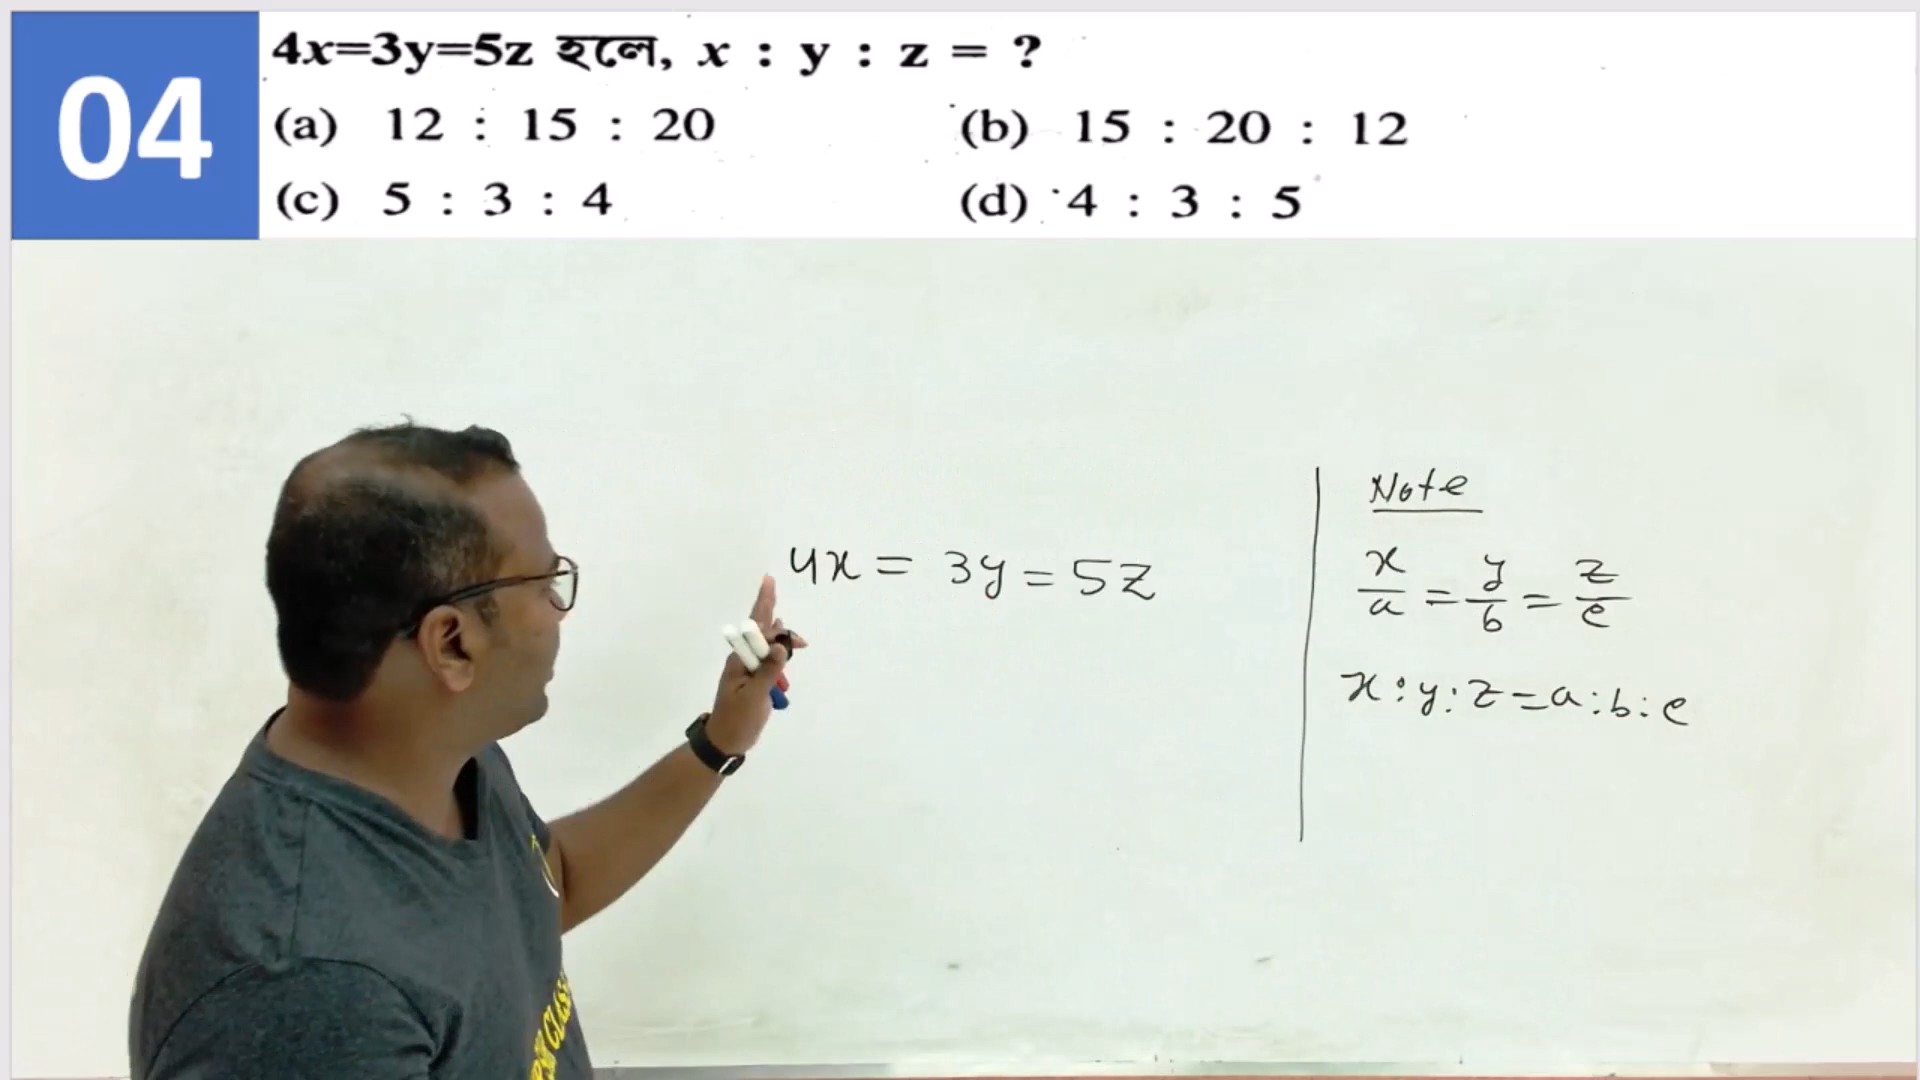 04
4x=3y=5z হলে, x : y : z = ?
(a) 12 : 15 : 20
(b) 15 : 20 : 12
(c) 5 : 3 : 4
(d) 4 : 3 : 5
4x = 3y = 5z
Note
x/a = y/b = z/c
x : y : z = a : b : c